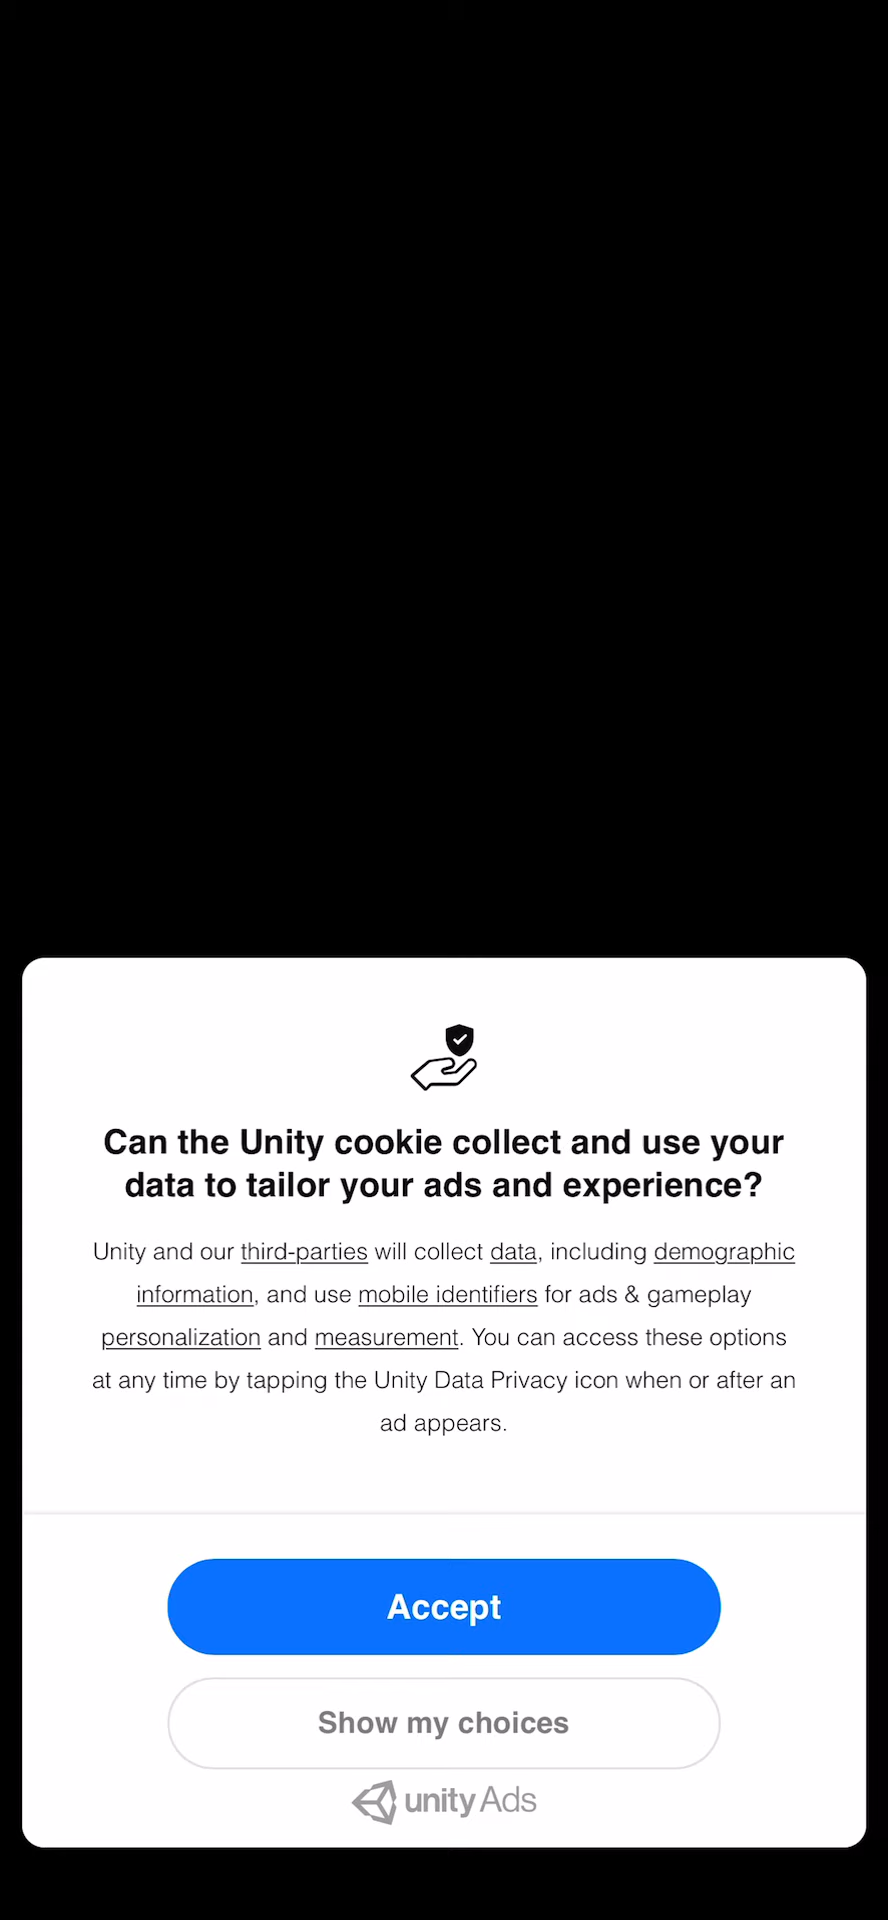 Can the Unity cookie collect and use your
data to tailor your ads and experience?
Unity and our third-parties will collect data, including demographic
information, and use mobile identifiers for ads & gameplay
personalization and measurement. You can access these options
at any time by tapping the Unity Data Privacy icon when or after an
ad appears.
Accept
Show my choices
unity Ads